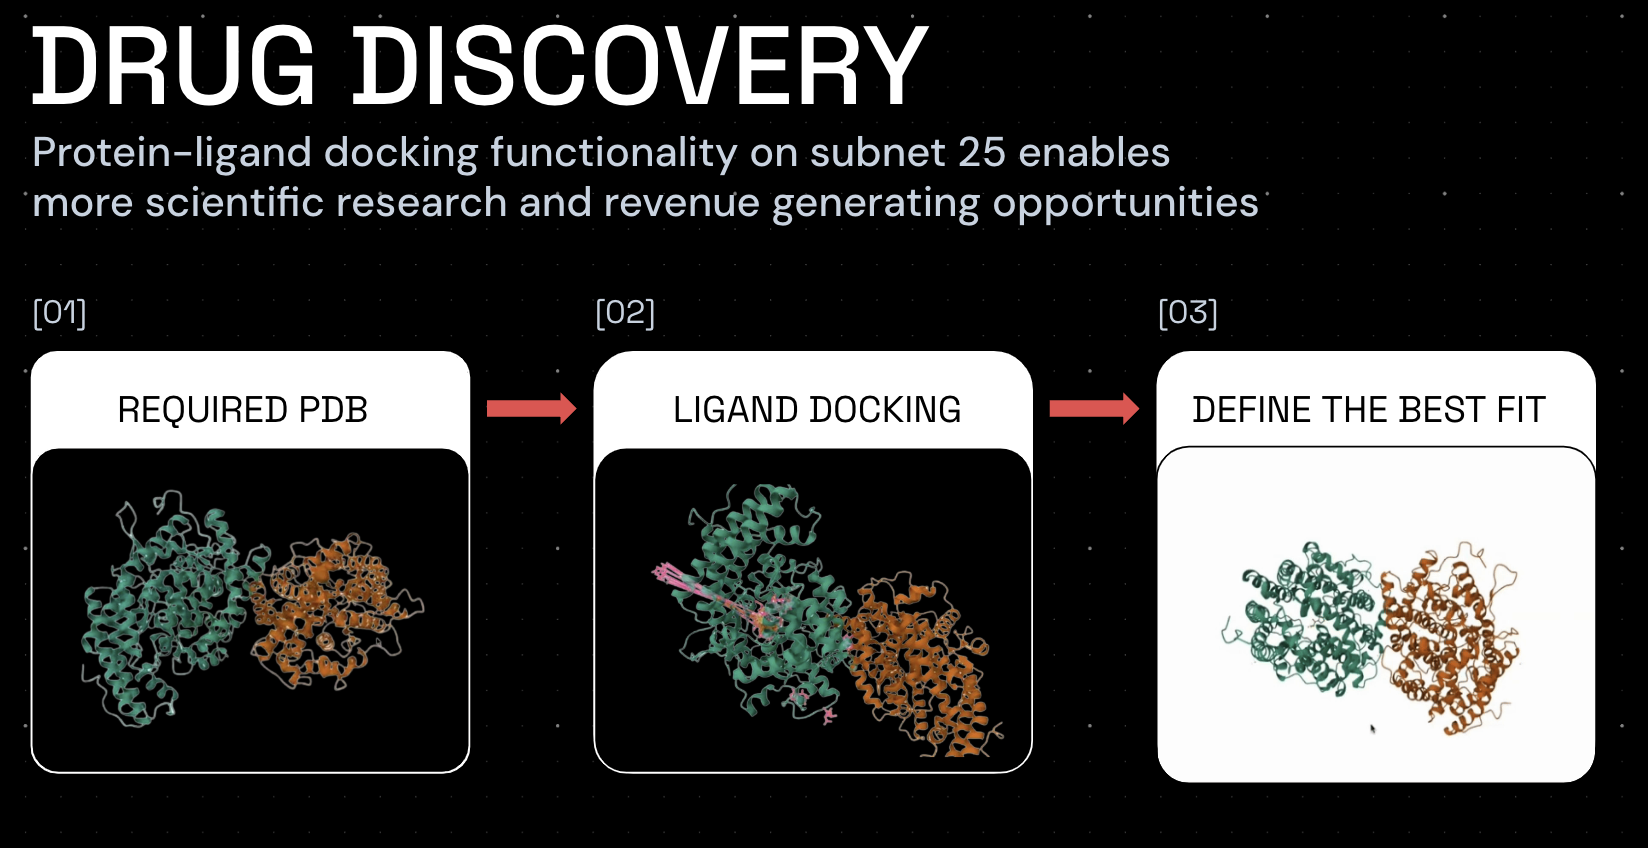 DRUG DISCOVERY
Protein-ligand docking functionality on subnet 25 enables
more scientific research and revenue generating opportunities
[01]
REQUIRED PDB
[02]
LIGAND DOCKING
[03]
DEFINE THE BEST FIT